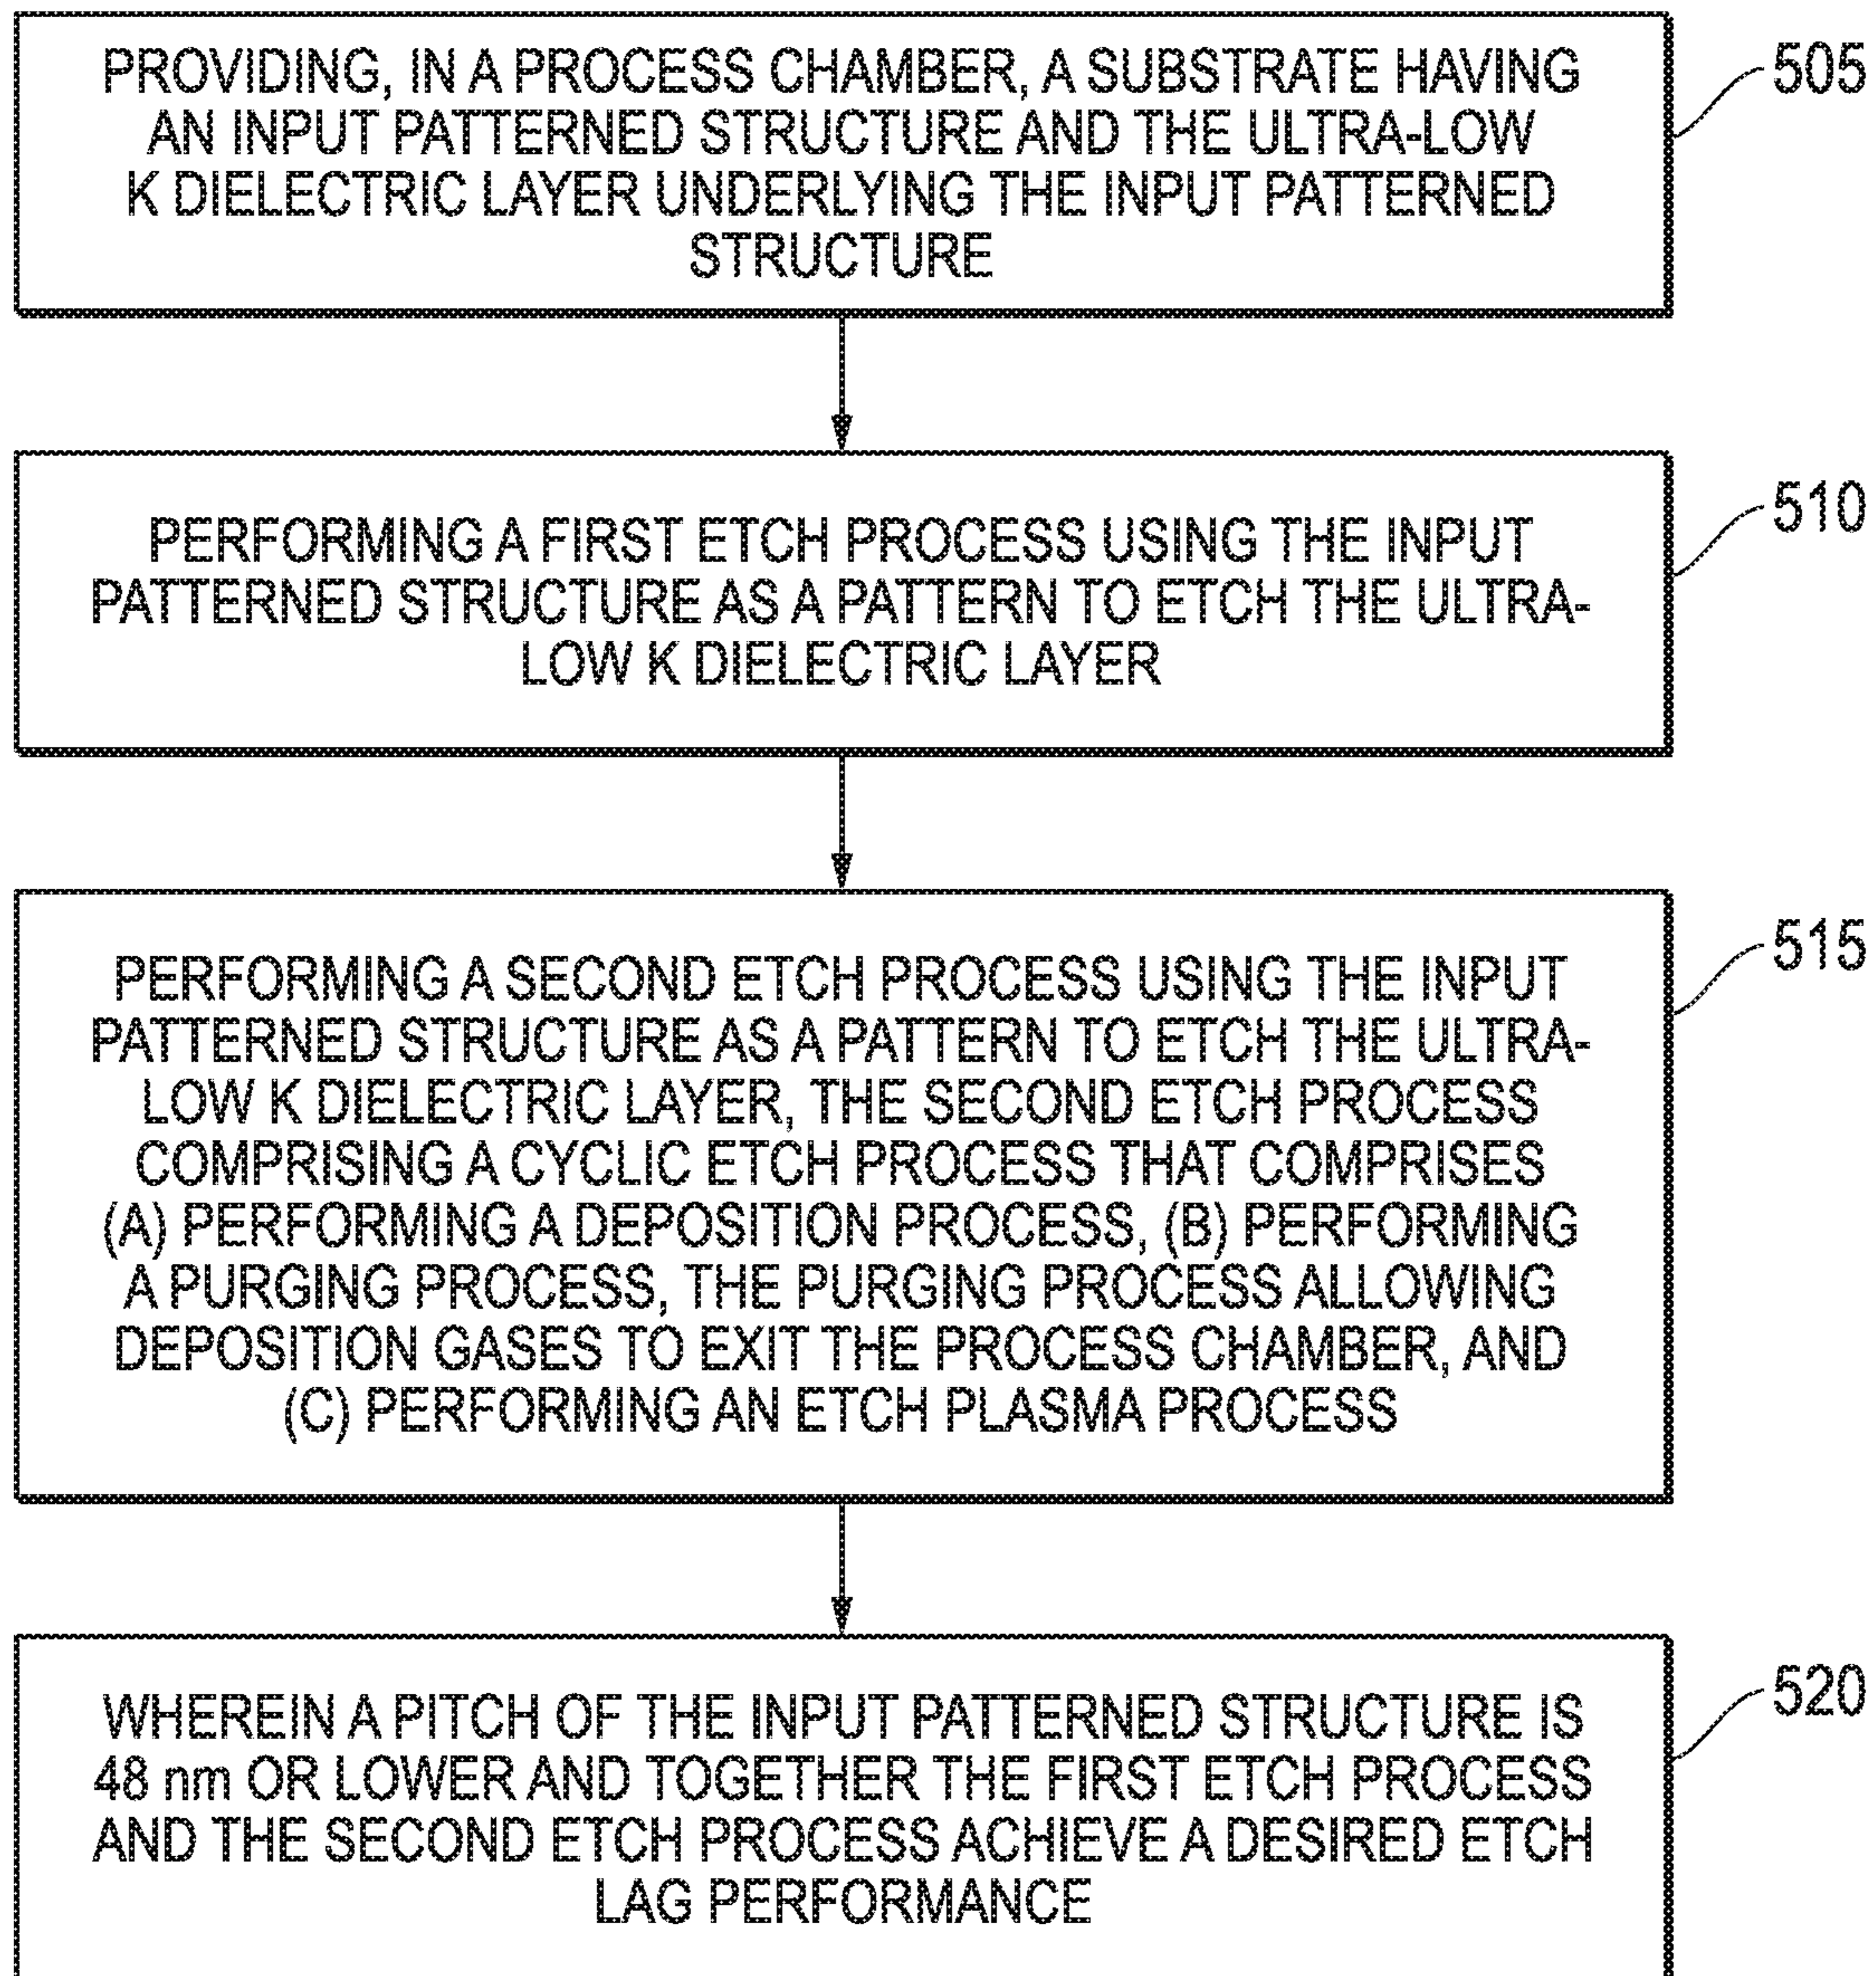 PROVIDING, IN A PROCESS CHAMBER, A SUBSTRATE HAVING
AN INPUT PATTERNED STRUCTURE AND THE ULTRA-LOW
K DIELECTRIC LAYER UNDERLYING THE INPUT PATTERNED
STRUCTURE
505
PERFORMING A FIRST ETCH PROCESS USING THE INPUT
PATTERNED STRUCTURE AS A PATTERN TO ETCH THE ULTRA-
LOW K DIELECTRIC LAYER
510
PERFORMING A SECOND ETCH PROCESS USING THE INPUT
PATTERNED STRUCTURE AS A PATTERN TO ETCH THE ULTRA-
LOW K DIELECTRIC LAYER, THE SECOND ETCH PROCESS
COMPRISING A CYCLIC ETCH PROCESS THAT COMPRISES
(A) PERFORMING A DEPOSITION PROCESS, (B) PERFORMING
A PURGING PROCESS, THE PURGING PROCESS ALLOWING
DEPOSITION GASES TO EXIT THE PROCESS CHAMBER, AND
(C) PERFORMING AN ETCH PLASMA PROCESS
515
WHEREIN A PITCH OF THE INPUT PATTERNED STRUCTURE IS
48 nm OR LOWER AND TOGETHER THE FIRST ETCH PROCESS
AND THE SECOND ETCH PROCESS ACHIEVE A DESIRED ETCH
LAG PERFORMANCE
520